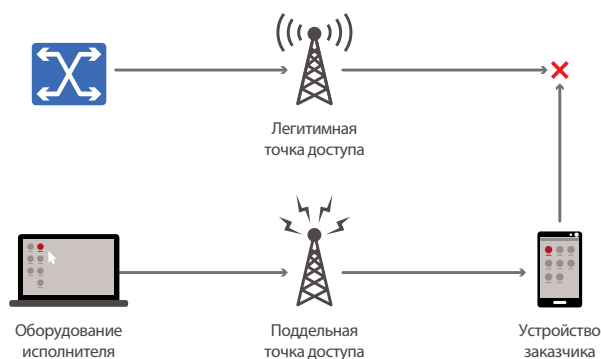 Легитимная
точка доступа
Оборудование
исполнителя
Поддельная
точка доступа
Устройство
заказчика